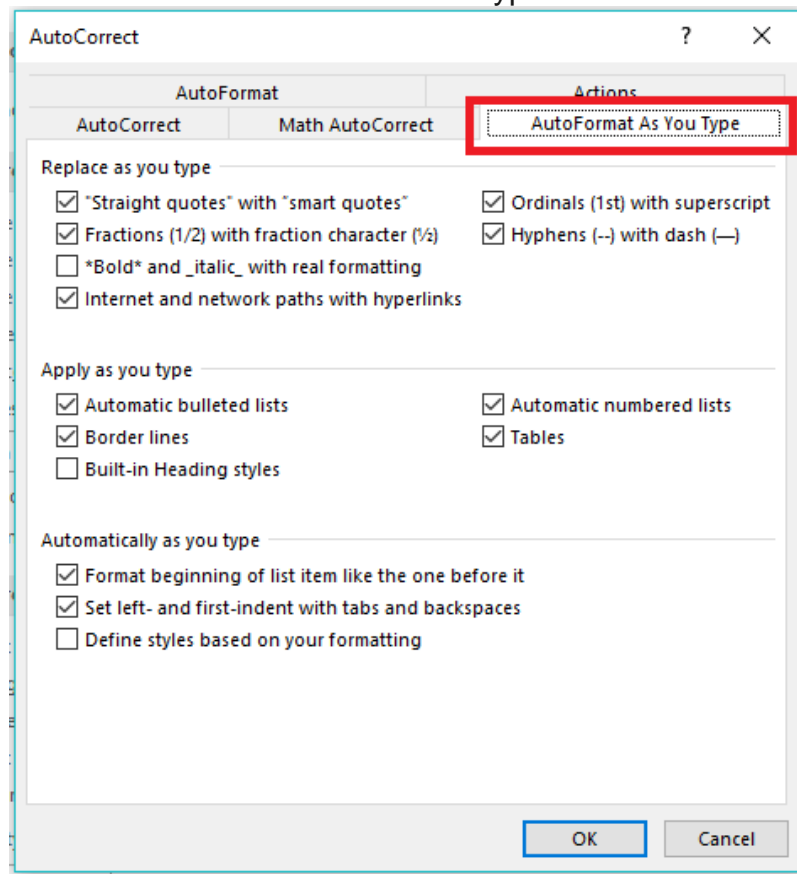 AutoCorrect ? ×
AutoFormat Actions
AutoCorrect Math AutoCorrect AutoFormat As You Type
Replace as you type
"Straight quotes" with “smart quotes”
Ordinals (1st) with superscript
Fractions (1/2) with fraction character (½)
Hyphens (--) with dash (—)
*Bold* and _italic_ with real formatting
Internet and network paths with hyperlinks
Apply as you type
Automatic bulleted lists
Automatic numbered lists
Border lines
Tables
Built-in Heading styles
Automatically as you type
Format beginning of list item like the one before it
Set left- and first-indent with tabs and backspaces
Define styles based on your formatting
OK Cancel